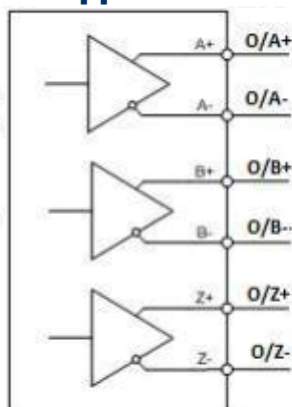 A+ O/A+
A- O/A-
B+ O/B+
B- O/B-
Z+ O/Z+
Z- O/Z-